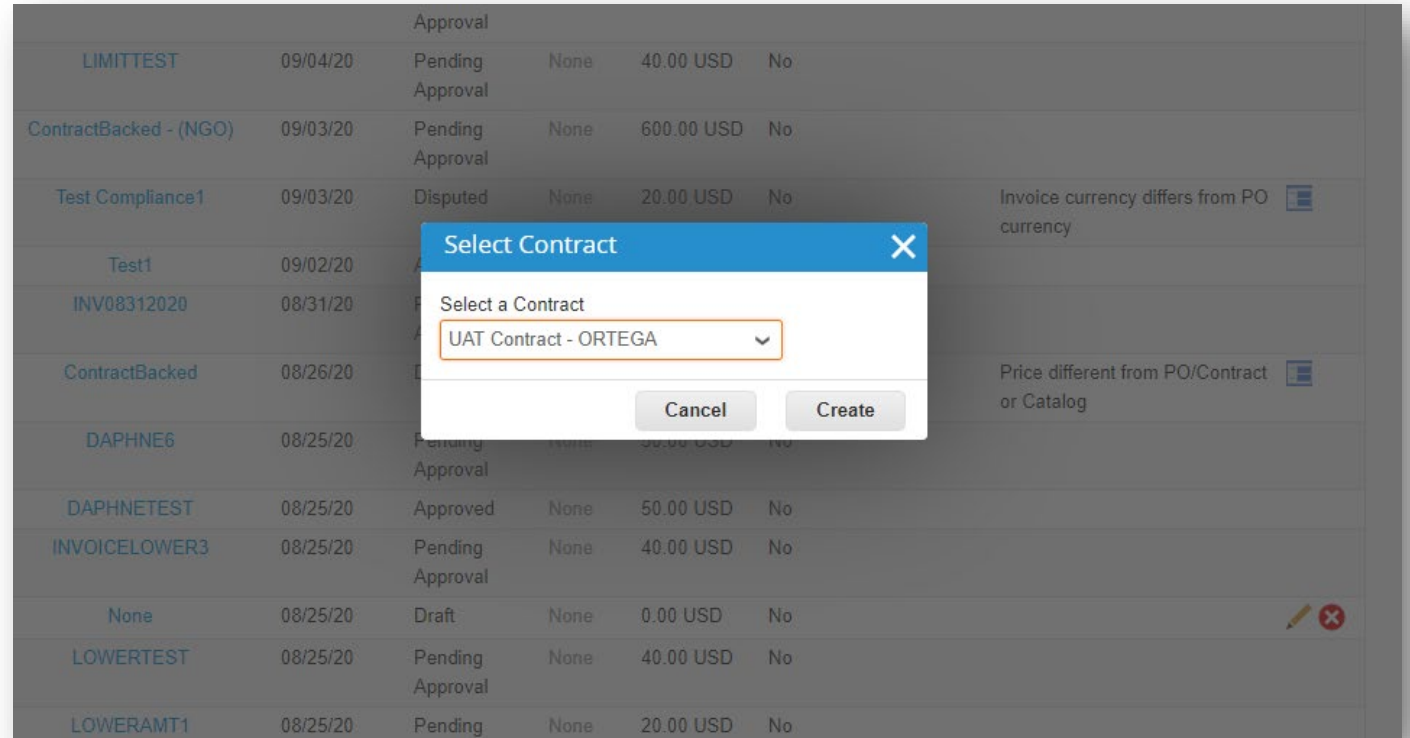 Approval
LIMITTEST 09/04/20 Pending None 40.00 USD No
Approval
ContractBacked - (NGO) 09/03/20 Pending None 600.00 USD No
Approval
Test Compliance1 09/03/20 Disputed None 20.00 USD No Invoice currency differs from PO
currency
Select Contract
Test1 09/02/20
INV08312020 08/31/20
Select a Contract
UAT Contract - ORTEGA
ContractBacked 08/26/20 Price different from PO/Contract
or Catalog
Cancel Create
DAPHNE6 08/25/20 Pending None 50.00 USD No
Approval
DAPHNETEST 08/25/20 Approved None 50.00 USD No
INVOICELOWER3 08/25/20 Pending None 40.00 USD No
Approval
None 08/25/20 Draft None 0.00 USD No
LOWERTEST 08/25/20 Pending None 40.00 USD No
Approval
LOWERAMT1 08/25/20 Pending None 20.00 USD No